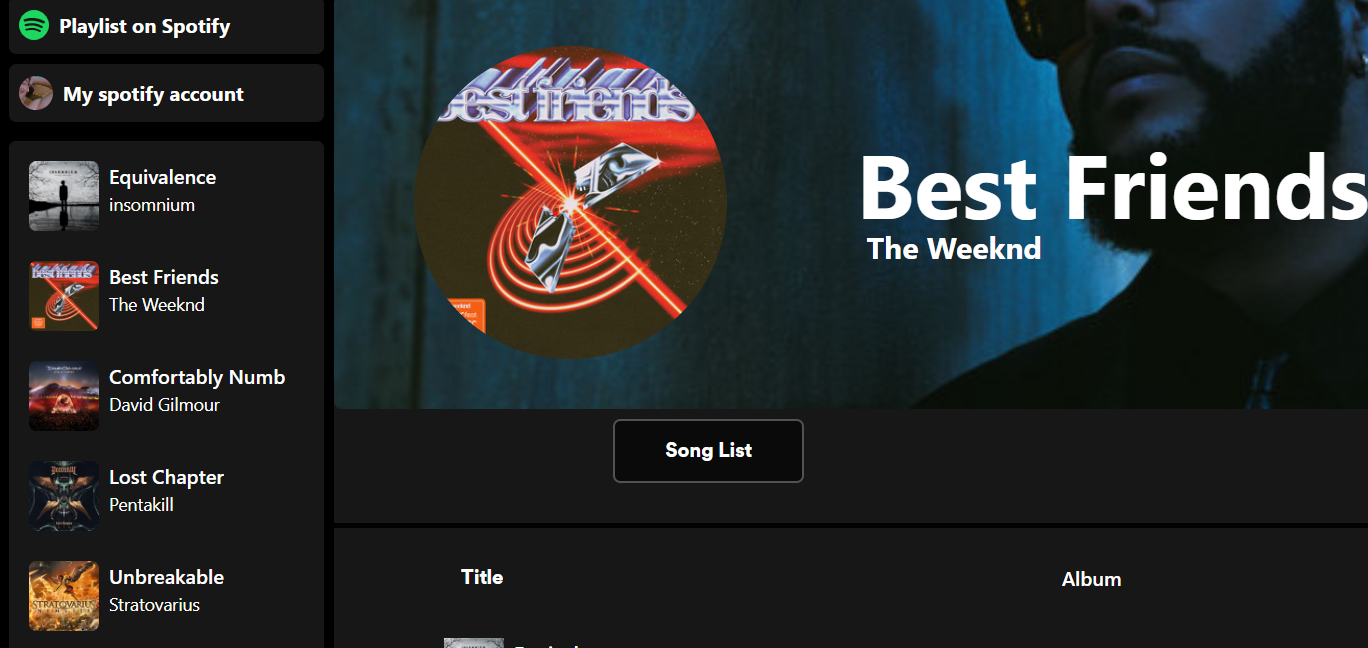 Playlist on Spotify
My spotify account
Equivalence
insomnium
Best Friends
The Weeknd
Comfortably Numb
David Gilmour
Lost Chapter
Pentakill
Unbreakable
STRATOVARIUS
Stratovarius
best friends
Best Friends
The Weeknd
Song List
Title
Album